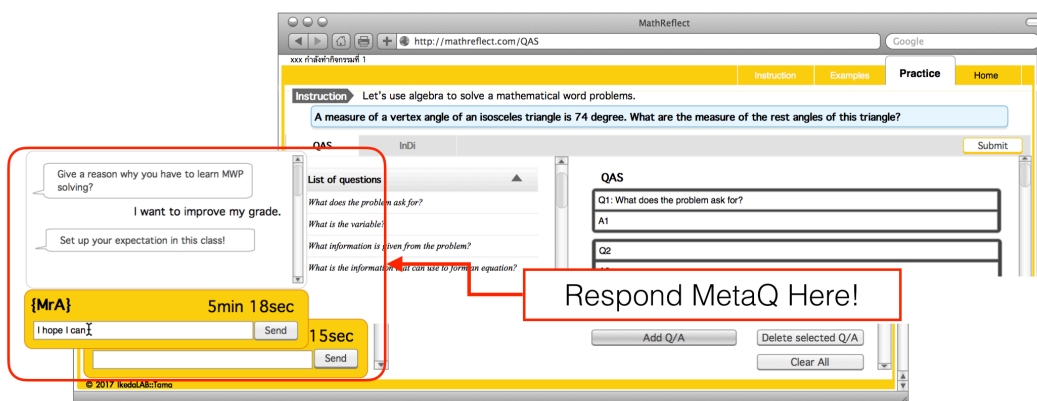 MathReflect
http://mathreflect.com/QAS
Google
xxx กำลังทำกิจกรรมที่ 1
Instruction
Examples
Practice
Home
Instruction
Let's use algebra to solve a mathematical word problems.
A measure of a vertex angle of an isosceles triangle is 74 degree. What are the measure of the rest angles of this triangle?
QAS
InDi
Submit
Give a reason why you have to learn MWP
solving?
I want to improve my grade.
Set up your expectation in this class!
{MrA}
5min 18sec
I hope I can
Send
List of questions
What does the problem ask for?
What is the variable?
What information is given from the problem?
What is the information that can use to form an equation?
QAS
Q1: What does the problem ask for?
A1
Q2
Respond MetaQ Here!
15sec
Send
Add Q/A
Delete selected Q/A
Clear All
© 2017 IkedaLAB::Tama